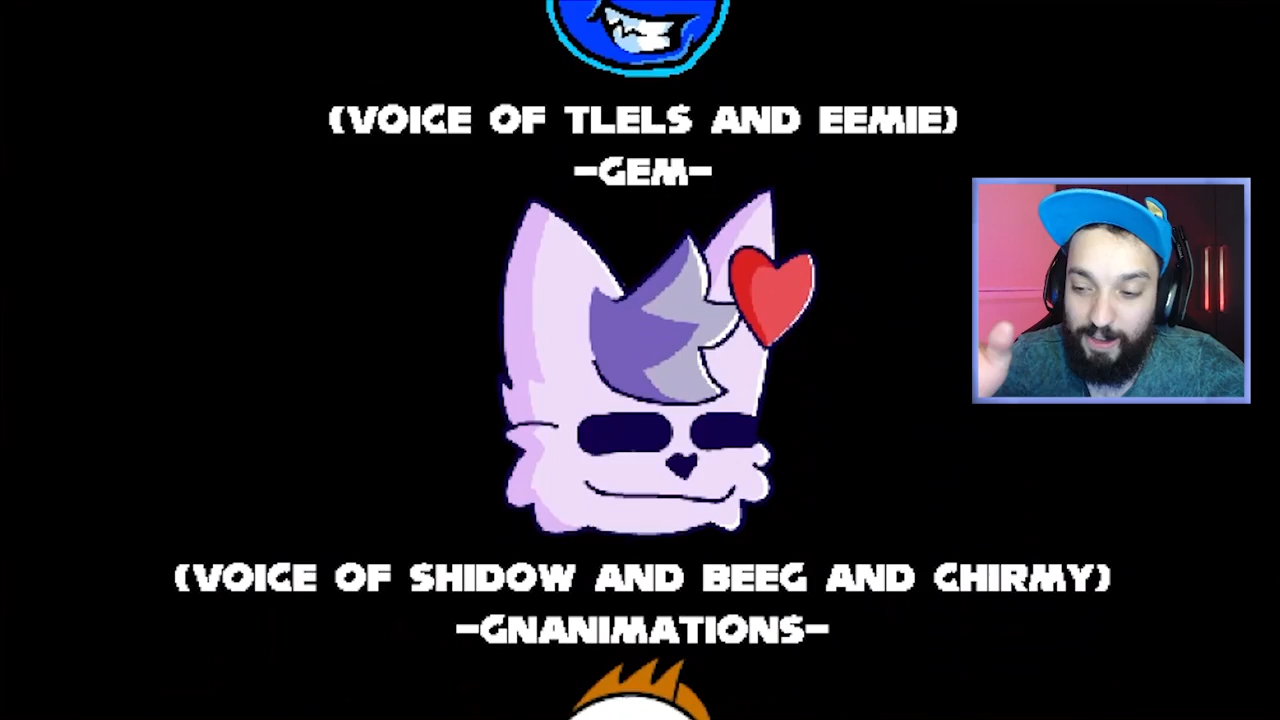 (VOICE OF TLELS AND EEMIE)
-GEM-
(VOICE OF SHIDOW AND BEEG AND CHIRMY)
-GNANIMATIONS-